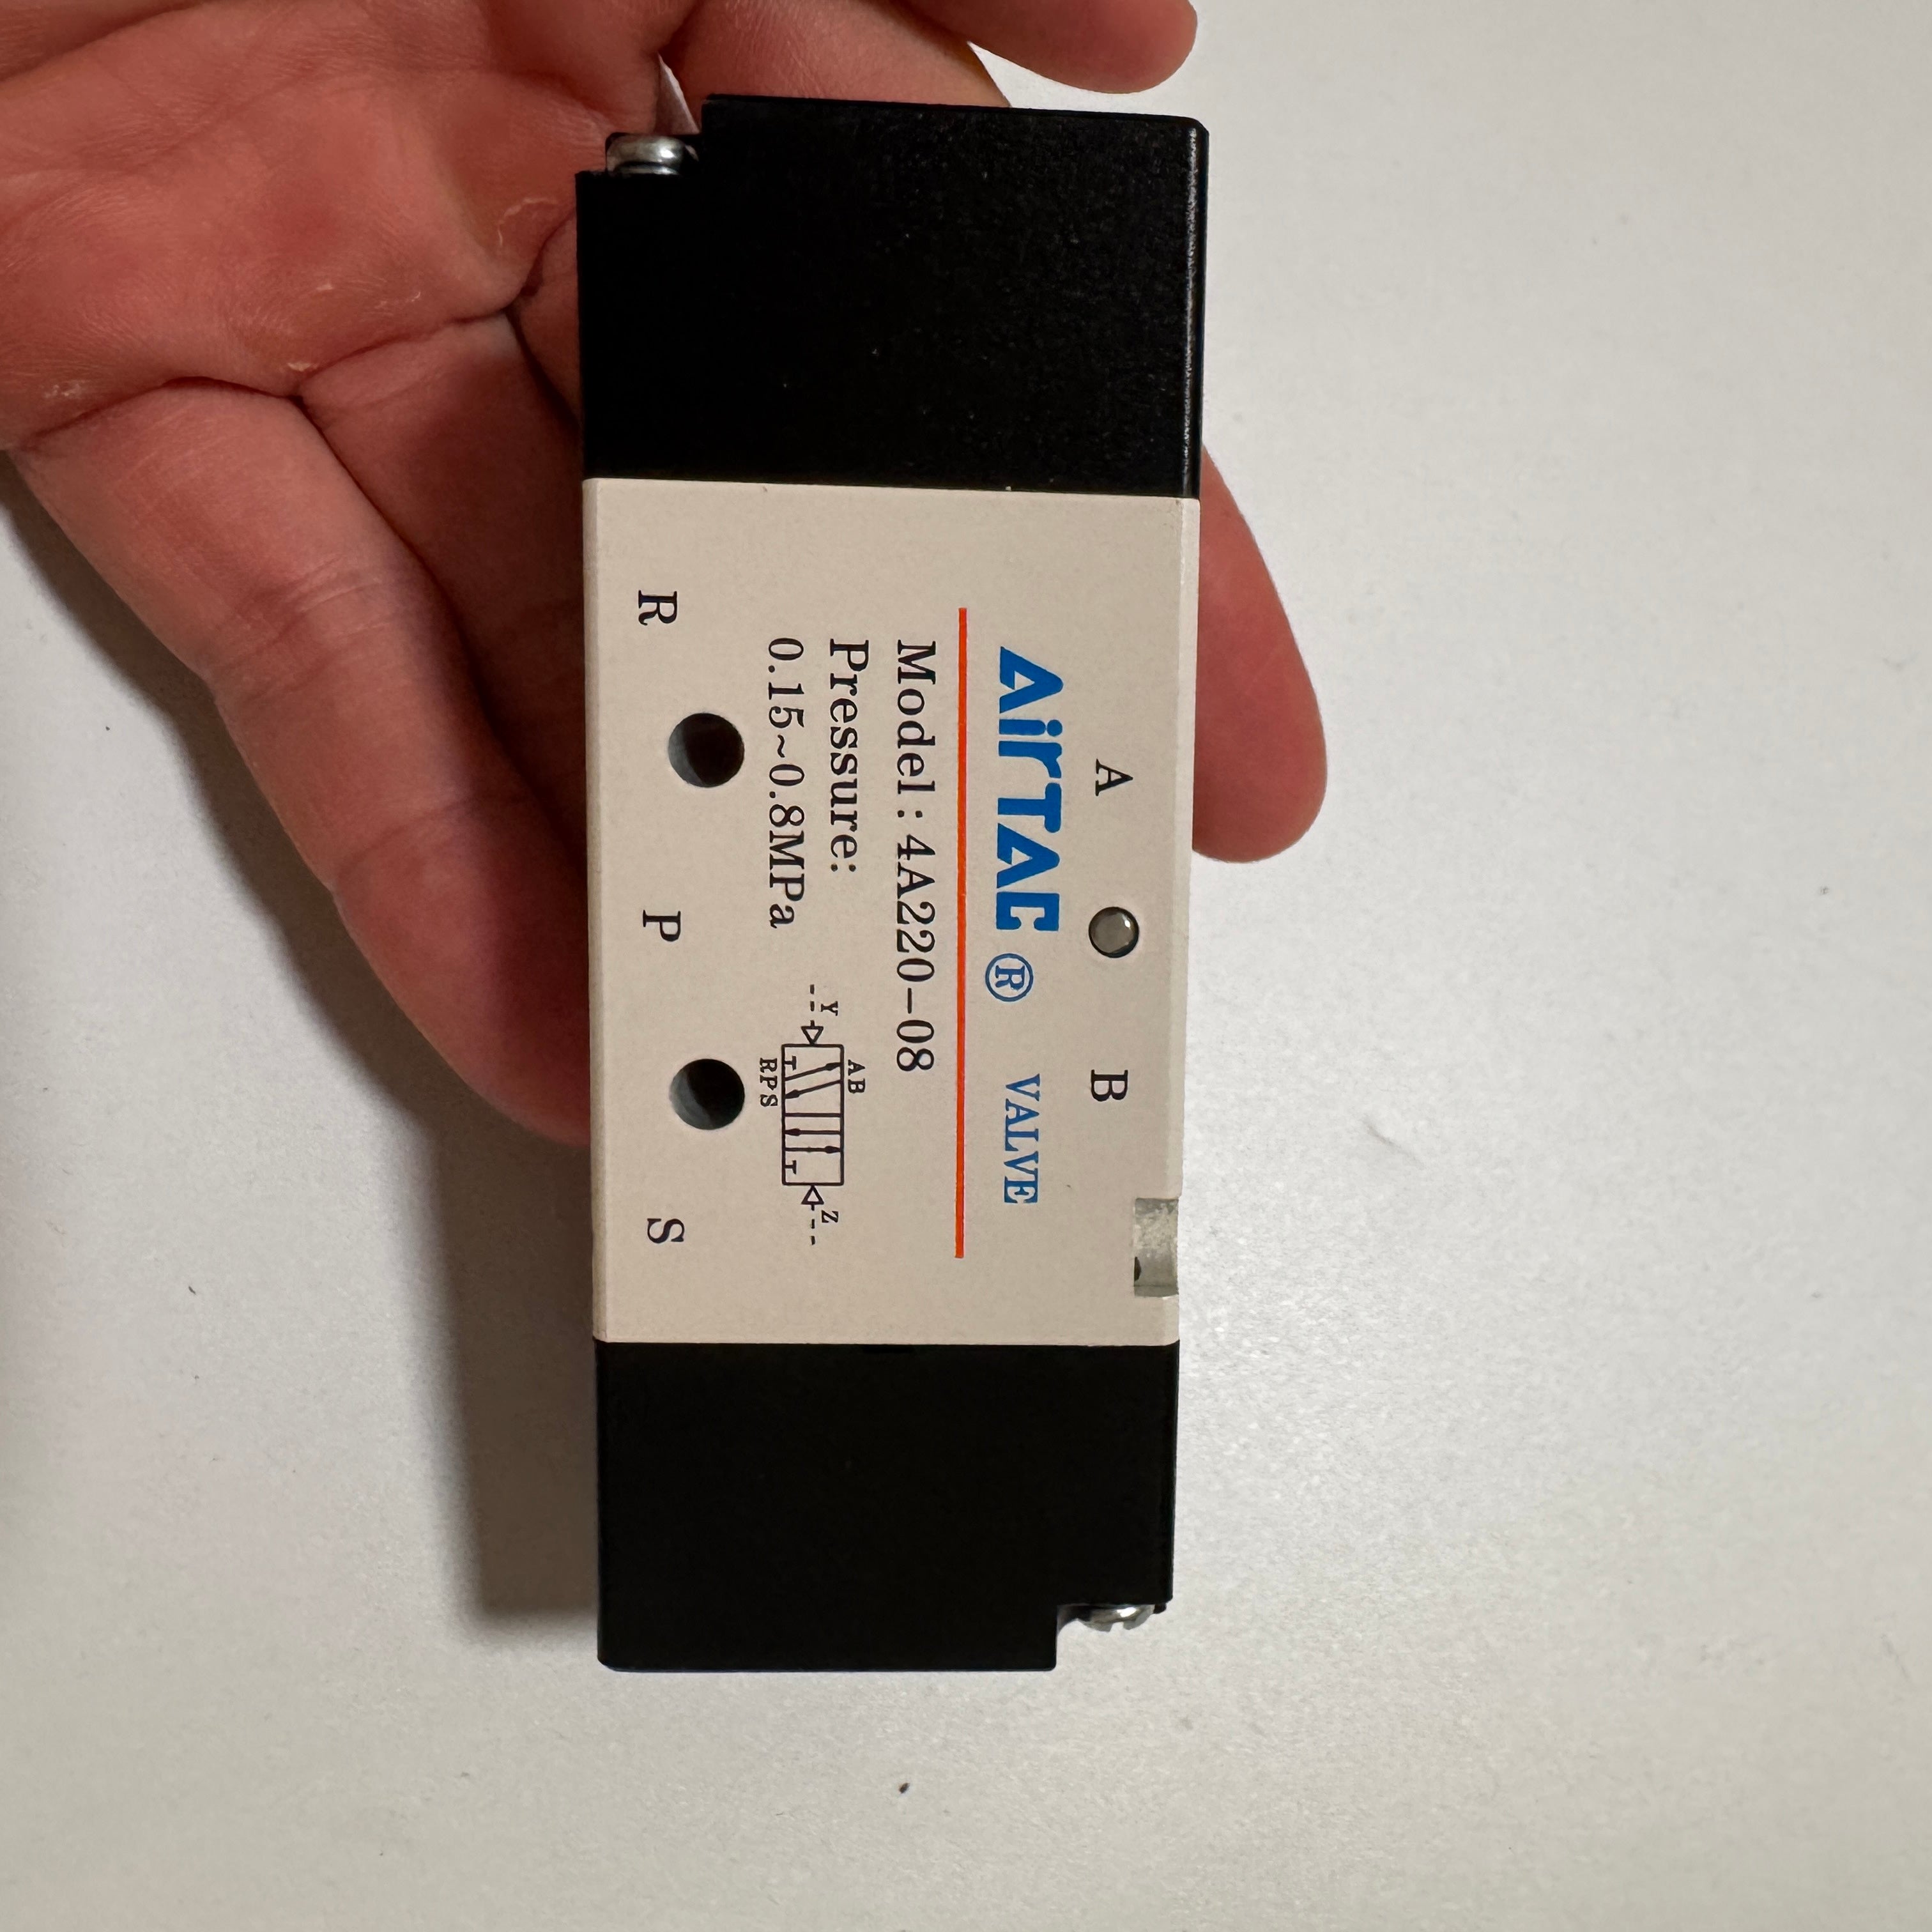 A B
AirTAC ® VALVE
Model: 4A220-08
Pressure:
0.15~0.8MPa
AB
Y Z
RPS
R P S